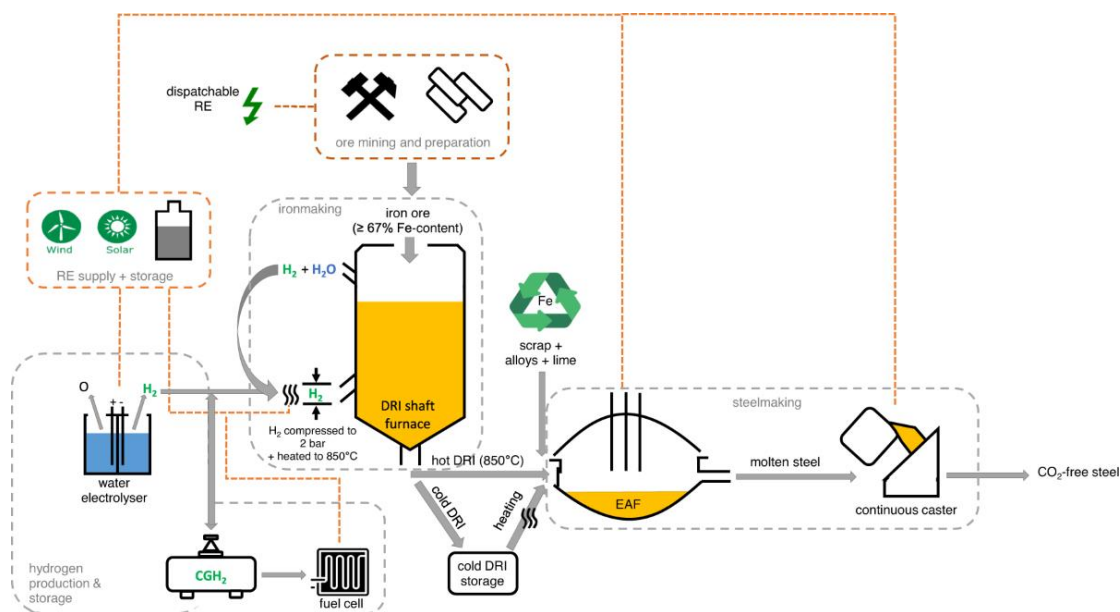 dispatchable
RE
ore mining and preparation
ironmaking
iron ore
(≥ 67% Fe-content)
Wind
Solar
RE supply + storage
H₂ + H₂O
Fe
scrap +
alloys + lime
O
+ -
H₂
H₂
DRI shaft
furnace
H₂ compressed to
2 bar
+ heated to 850°C
water
electrolyser
steelmaking
hot DRI (850°C)
molten steel
CO₂-free steel
EAF
continuous caster
cold DRI
heating
cold DRI
storage
hydrogen
production &
storage
CGH₂
-
fuel cell